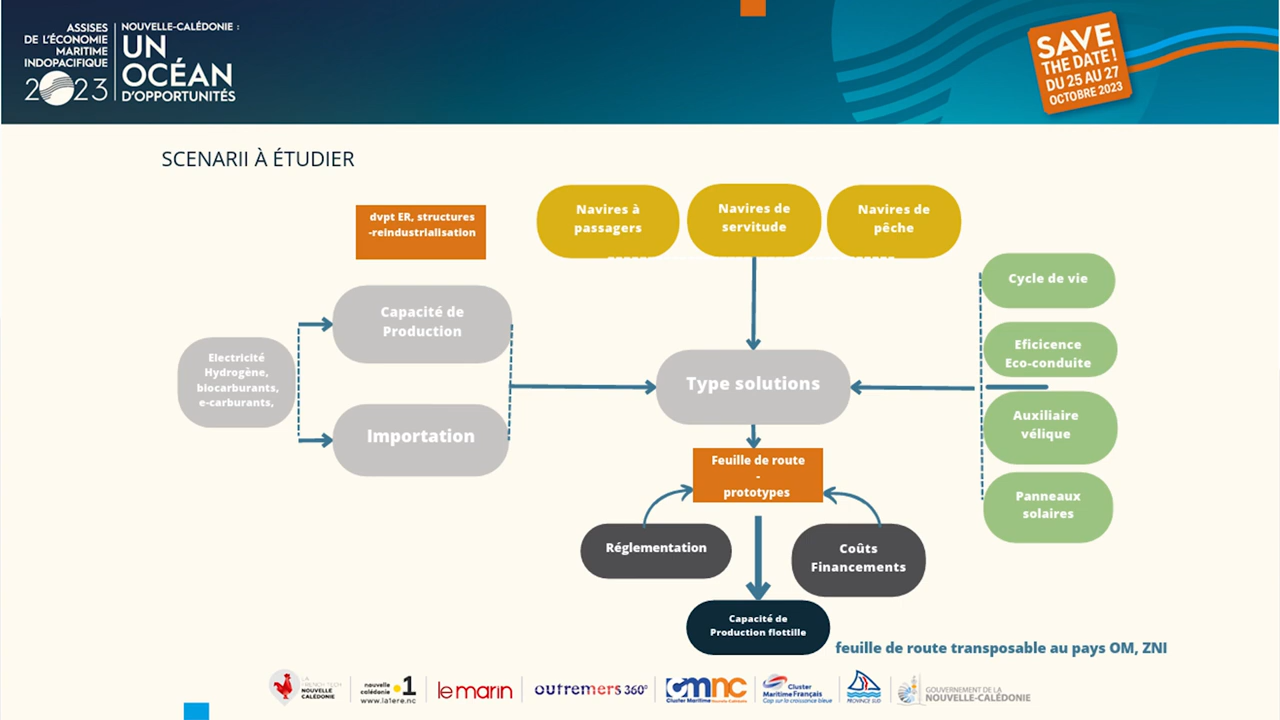 ASSISES
DE L'ÉCONOMIE
MARITIME
INDOPACIFIQUE
2023
NOUVELLE-CALÉDONIE :
UN
OCÉAN
D'OPPORTUNITÉS
SAVE
THE DATE !
DU 25 AU 27
OCTOBRE 2023
SCENARII À ÉTUDIER
dvpt ER, structures
-reindustrialisation
Navires à
passagers
Navires de
servitude
Navires de
pêche
Cycle de vie
Capacité de
Production
Eficicence
Eco-conduite
Electricité
Hydrogène,
biocarburants,
e-carburants,
Type solutions
Importation
Auxiliaire
vélique
Feuille de route
-
prototypes
Panneaux
solaires
Réglementation
Coûts
Financements
Capacité de
Production flottille
feuille de route transposable au pays OM, ZNI
LA
FRENCH TECH
NOUVELLE
CALÉDONIE
nouvelle
calédonie 1
www.la1ere.nc
le marin
outremers 360°
cmnc
Cluster Maritime Nouvelle-Calédonie
Cluster
Maritime Français
Cap sur la croissance bleue
PROVINCE SUD
GOUVERNEMENT DE LA
NOUVELLE-CALÉDONIE